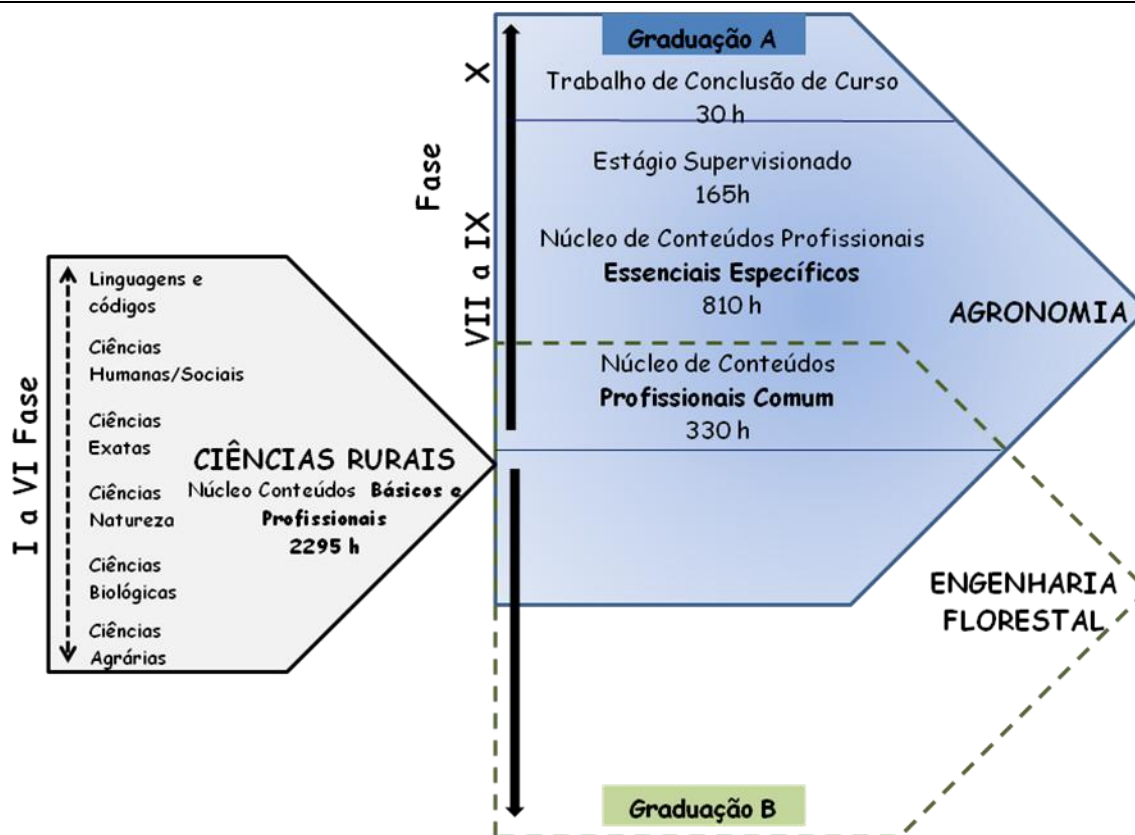 I a VI Fase
Linguagens e
códigos
Ciências
Humanas/Sociais
Ciências
Exatas
Ciências
Natureza
Ciências
Biológicas
Ciências
Agrárias
CIÊNCIAS RURAIS
Núcleo Conteúdos Básicos e
Profissionais
2295 h
Fase
VII a IX
X
Graduação A
Trabalho de Conclusão de Curso
30 h
Estágio Supervisionado
165h
Núcleo de Conteúdos Profissionais
Essenciais Específicos
810 h
Núcleo de Conteúdos
Profissionais Comum
330 h
AGRONOMIA
ENGENHARIA
FLORESTAL
Graduação B